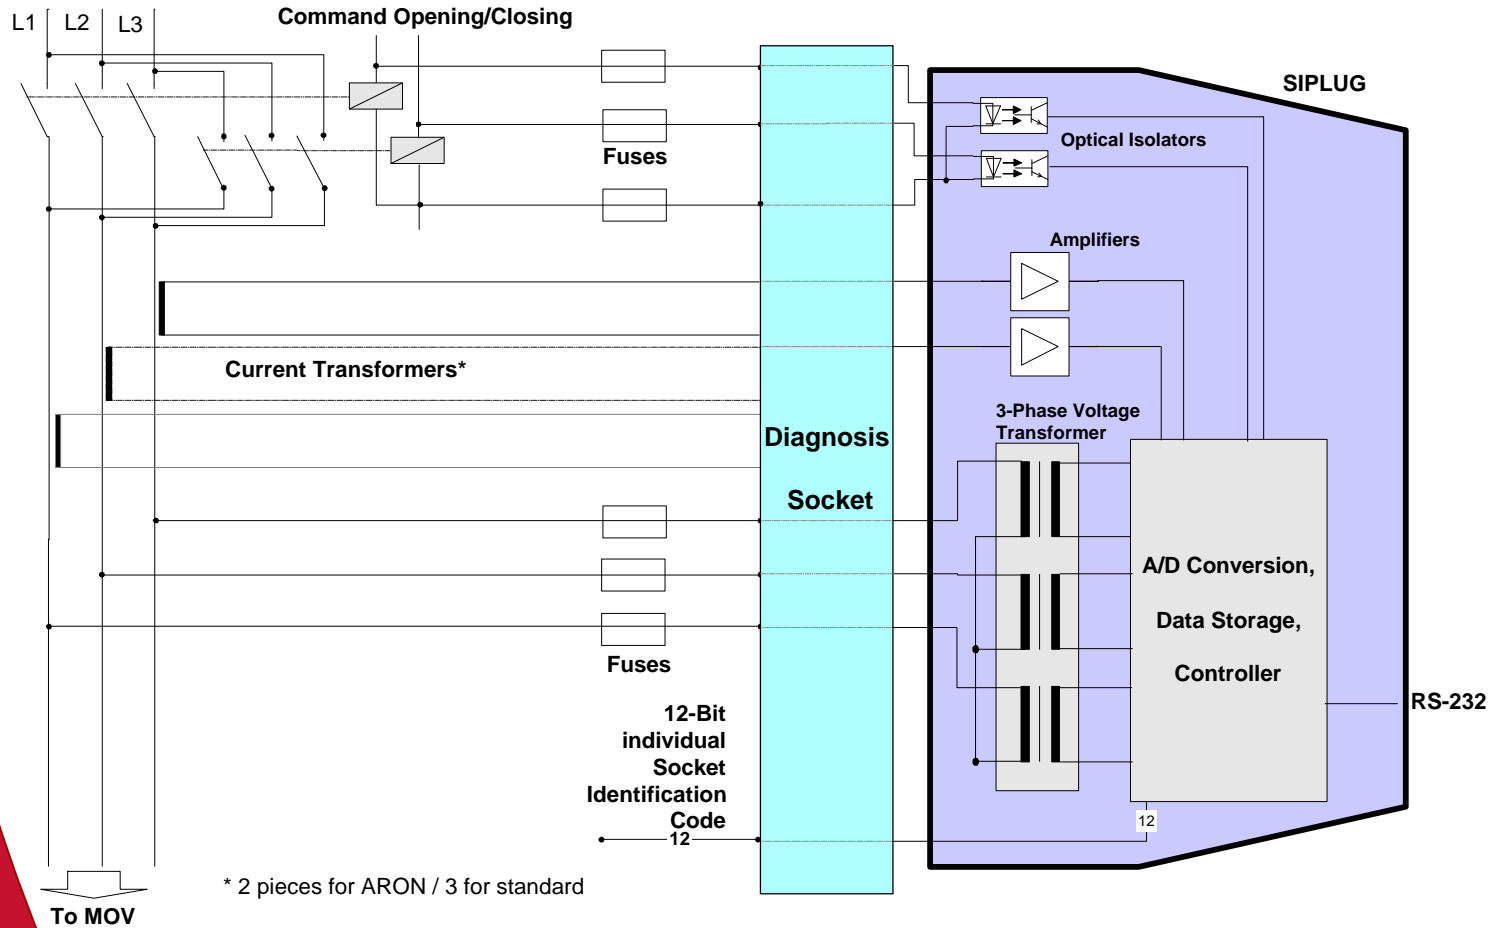 L1 L2 L3
Command Opening/Closing
SIPLUG
Optical Isolators
Fuses
Amplifiers
Current Transformers*
3-Phase Voltage
Transformer
Diagnosis
Socket
A/D Conversion,
Data Storage,
Controller
Fuses
RS-232
12-Bit
individual
Socket
Identification
Code
12
12
* 2 pieces for ARON / 3 for standard
To MOV